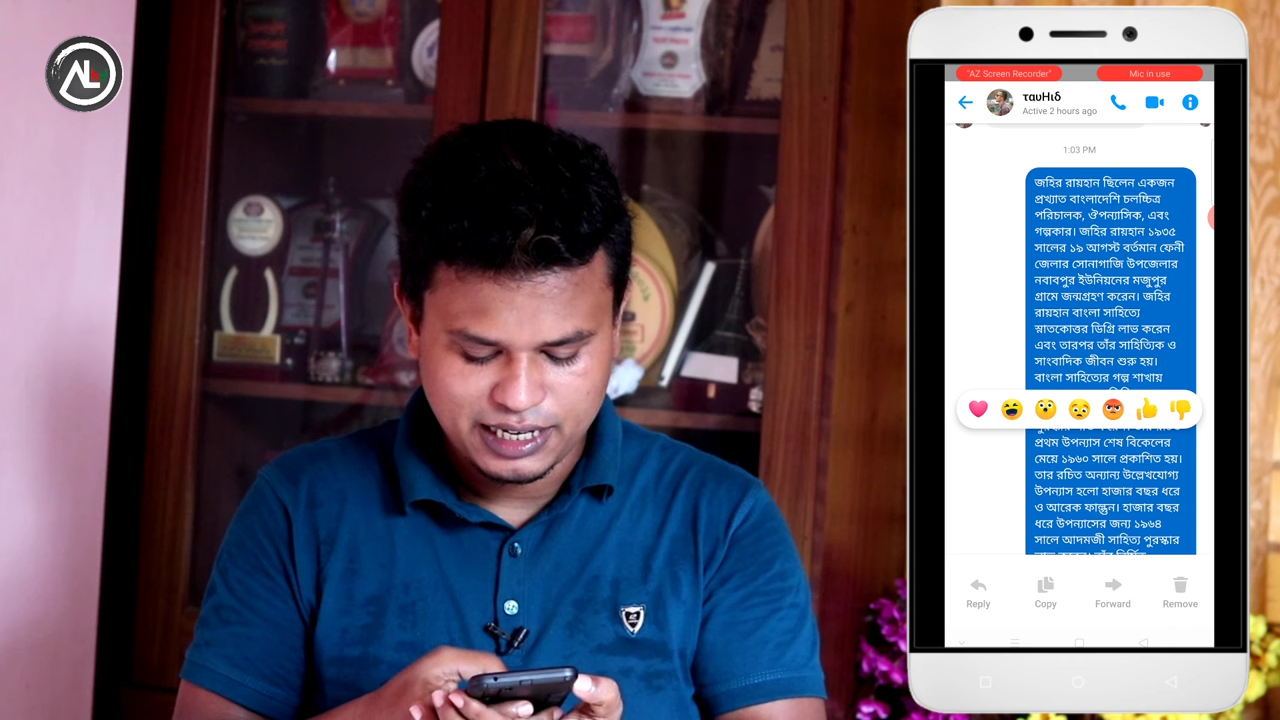 "AZ Screen Recorder"
Mic in use
ταυHιδ
Active 2 hours ago
1:03 PM
জহির রায়হান ছিলেন একজন
প্রখ্যাত বাংলাদেশি চলচ্চিত্র
পরিচালক, ঔপন্যাসিক, এবং
গল্পকার। জহির রায়হান ১৯৩৫
সালের ১৯ আগস্ট বর্তমান ফেনী
জেলার সোনাগাজি উপজেলার
নবাবপুর ইউনিয়নের মজুপুর
গ্রামে জন্মগ্রহণ করেন। জহির
রায়হান বাংলা সাহিত্যে
স্নাতকোত্তর ডিগ্রি লাভ করেন
এবং তারপর তাঁর সাহিত্যিক ও
সাংবাদিক জীবন শুরু হয়।
বাংলা সাহিত্যের গল্প শাখায়
প্রথম উপন্যাস শেষ বিকেলের
মেয়ে ১৯৬০ সালে প্রকাশিত হয়।
তার রচিত অন্যান্য উল্লেখযোগ্য
উপন্যাস হলো হাজার বছর ধরে
ও আরেক ফাল্গুন। হাজার বছর
ধরে উপন্যাসের জন্য ১৯৬৪
সালে আদমজী সাহিত্য পুরস্কার
Reply
Copy
Forward
Remove